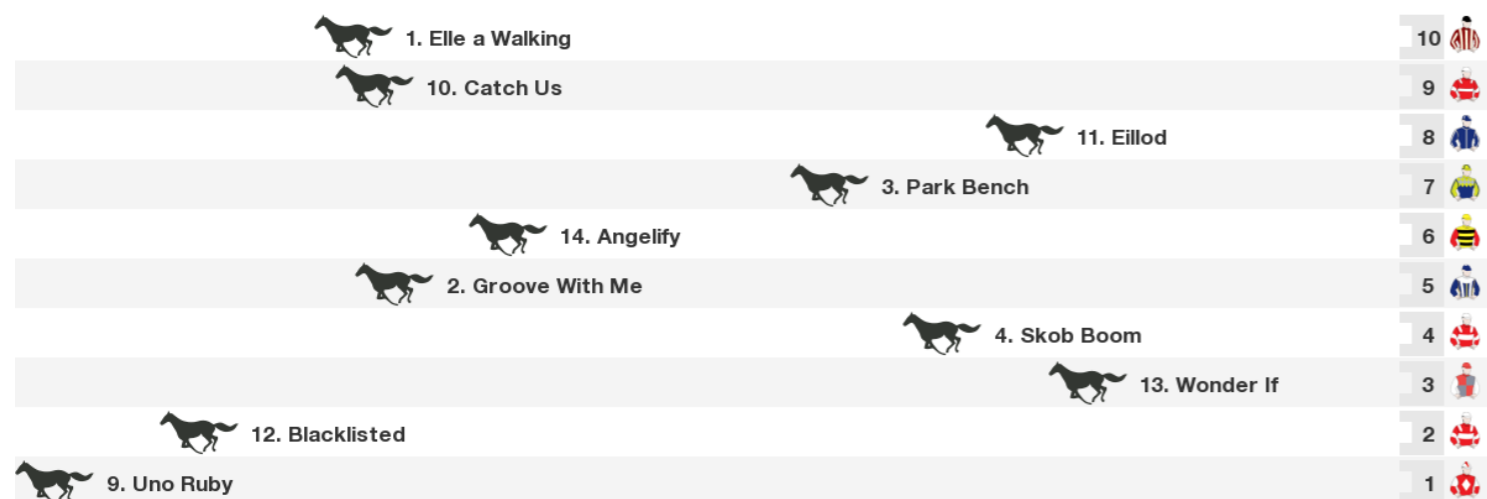 1. Elle a Walking 10
10. Catch Us 9
11. Eillod 8
3. Park Bench 7
14. Angelify 6
2. Groove With Me 5
4. Skob Boom 4
13. Wonder If 3
12. Blacklisted 2
9. Uno Ruby 1